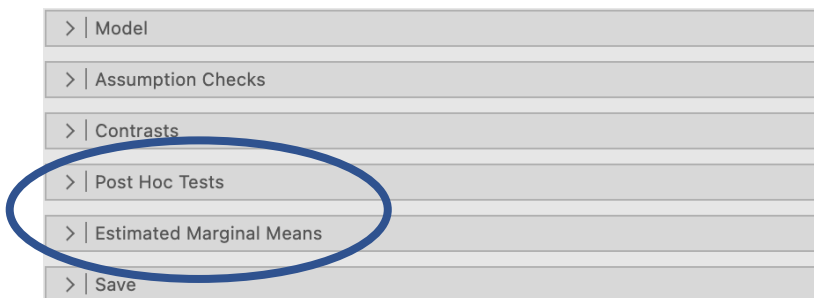 Model
Assumption Checks
Contrasts
Post Hoc Tests
Estimated Marginal Means
Save